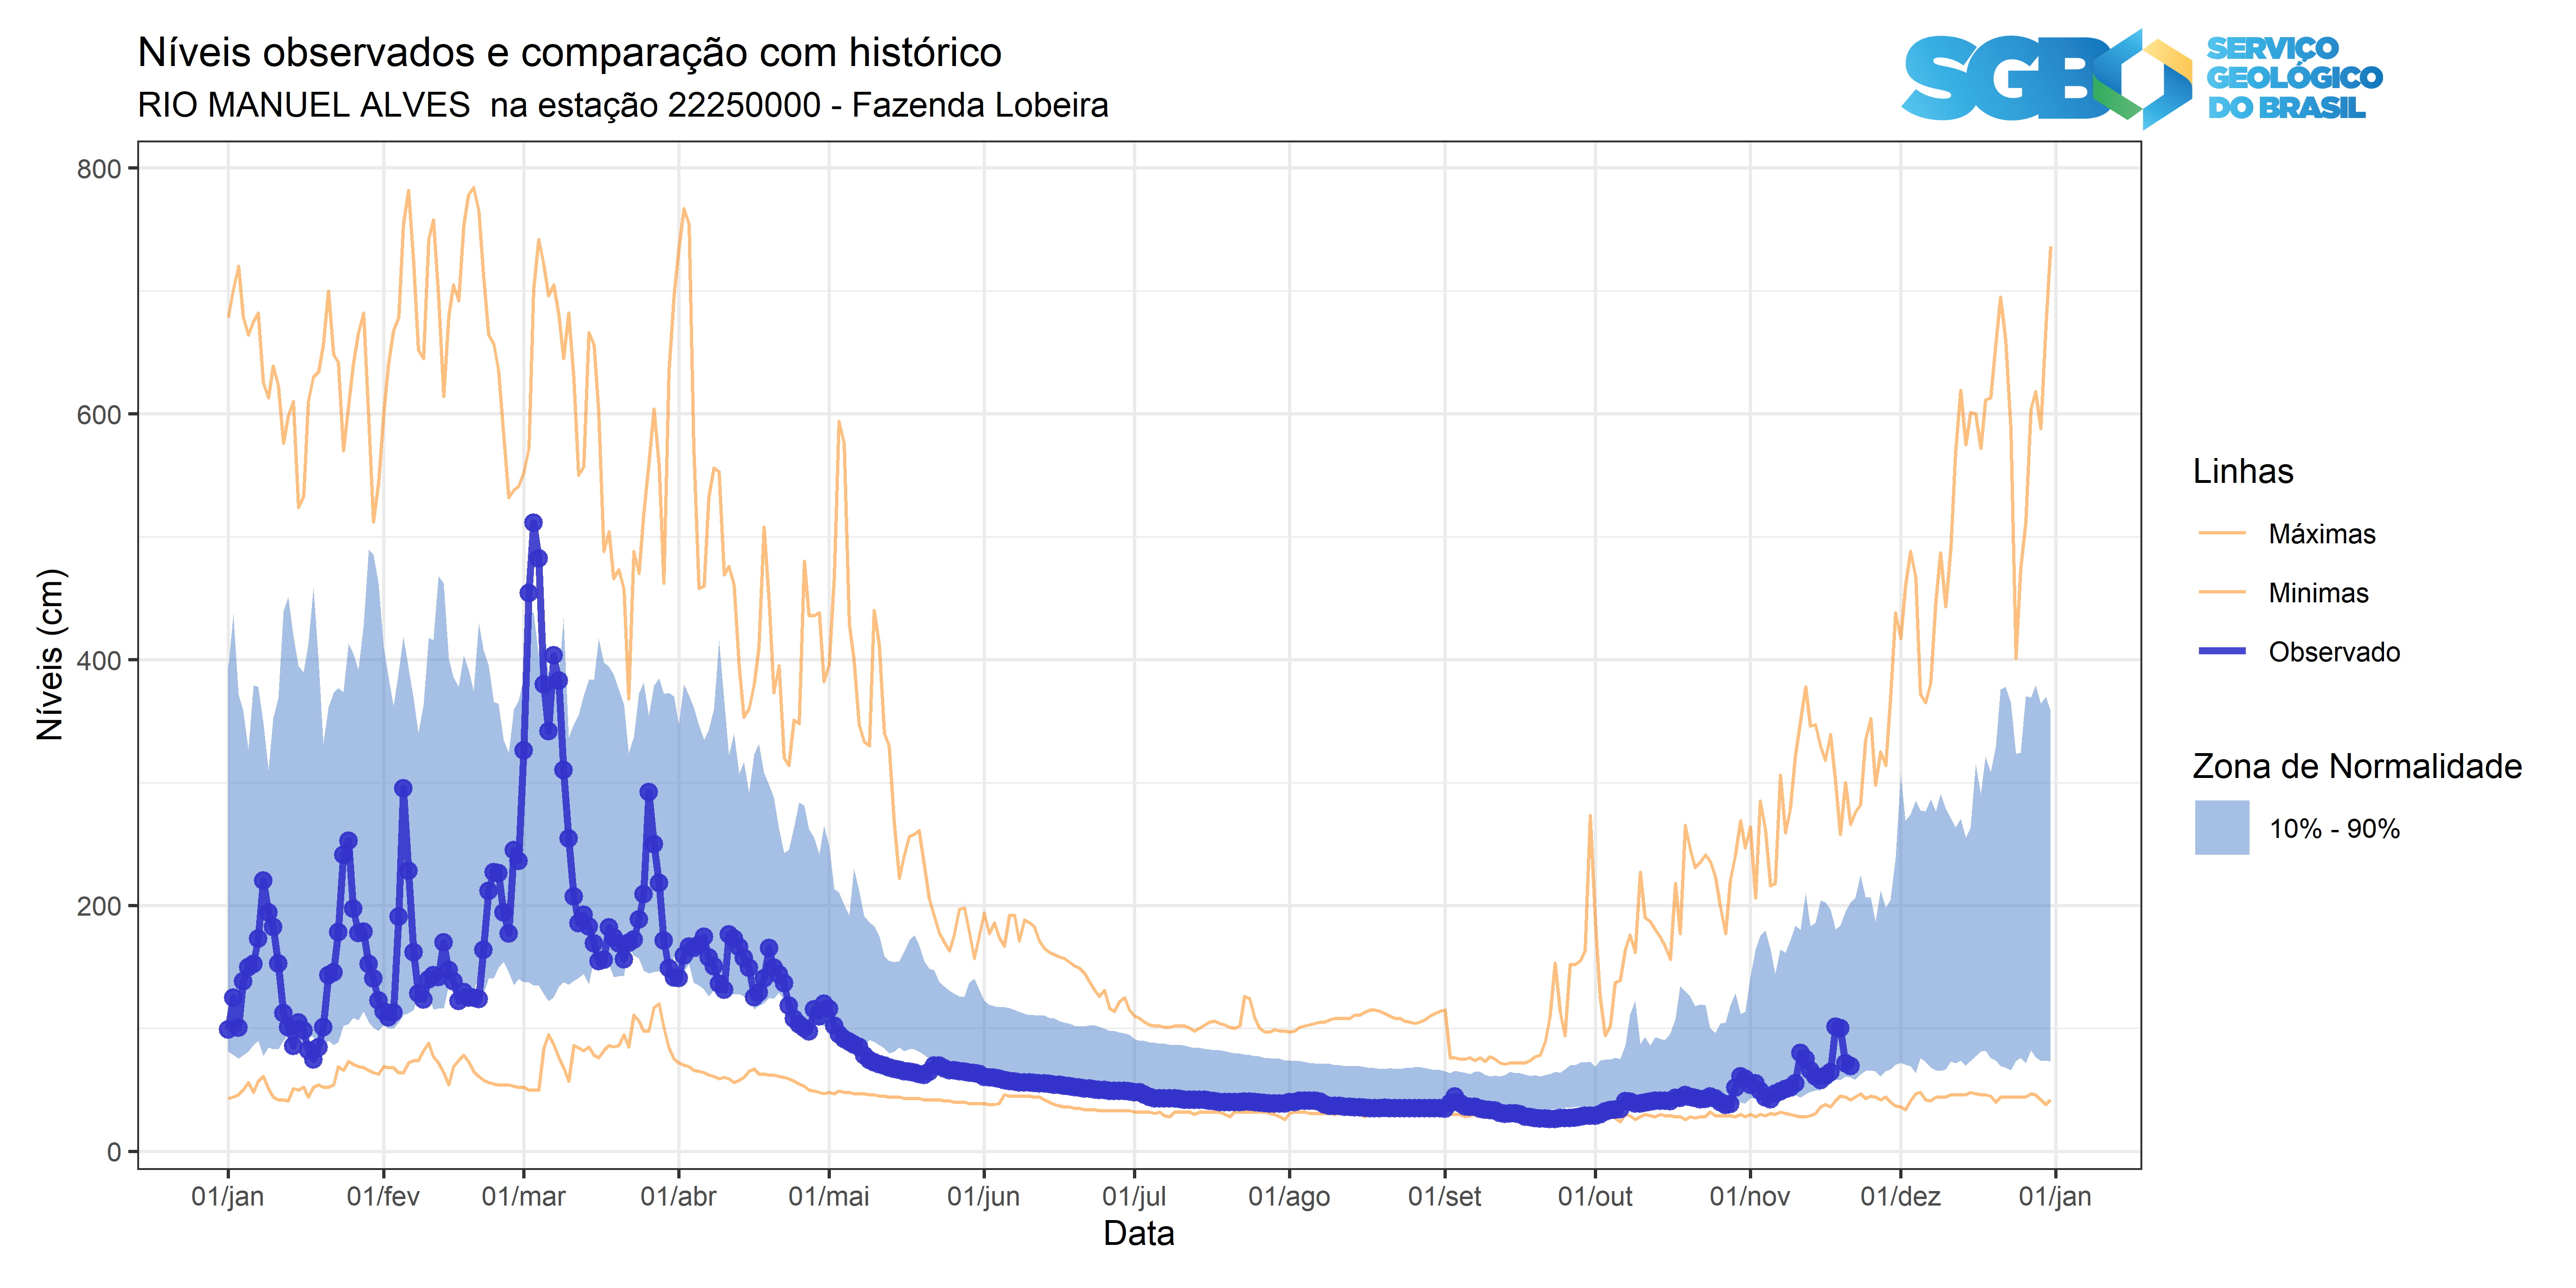 Níveis observados e comparação com histórico
RIO MANUEL ALVES  na estação 22250000 - Fazenda Lobeira
SGB
SERVIÇO
GEOLÓGICO
DO BRASIL
Níveis (cm)
800
600
400
200
0
01/jan
01/fev
01/mar
01/abr
01/mai
01/jun
01/jul
01/ago
01/set
01/out
01/nov
01/dez
01/jan
Data
Linhas
Máximas
Minimas
Observado
Zona de Normalidade
10% - 90%